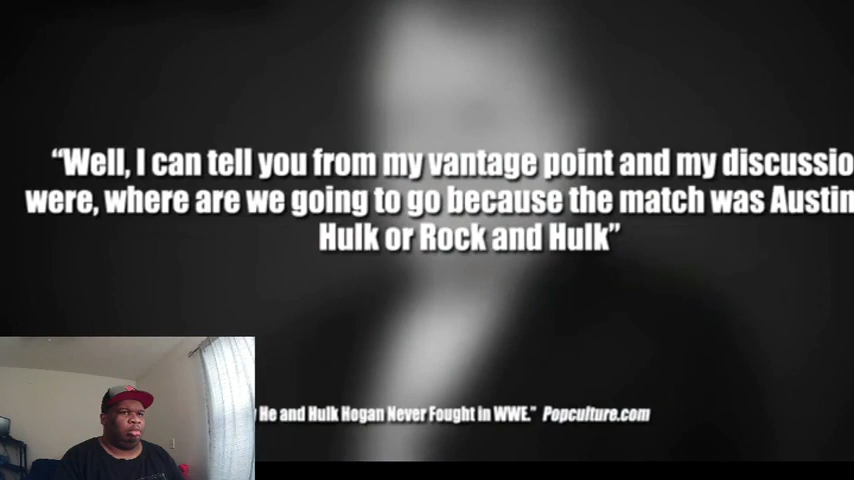 “Well, I can tell you from my vantage point and my
were, where are we going to go because the match was Austin
Hulk or Rock and Hulk”
He and Hulk Hogan Never Fought in WWE." Popculture.com